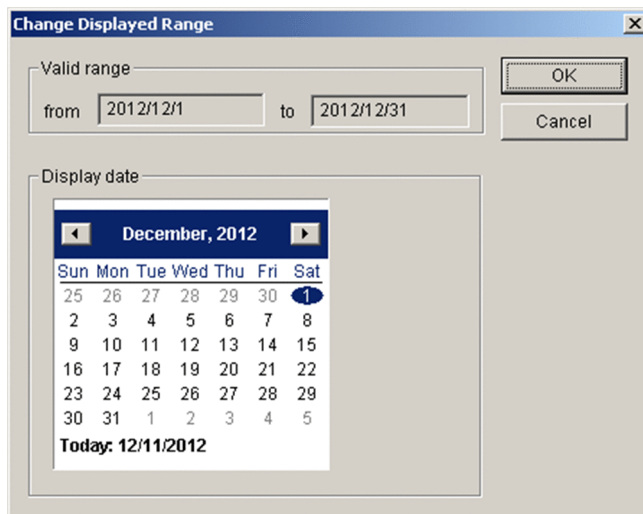 Change Displayed Range
Valid range
from 2012/12/1 to 2012/12/31
OK
Cancel
Display date
December, 2012
Sun Mon Tue Wed Thu Fri Sat
25 26 27 28 29 30 1
2 3 4 5 6 7 8
9 10 11 12 13 14 15
16 17 18 19 20 21 22
23 24 25 26 27 28 29
30 31 1 2 3 4 5
Today: 12/11/2012